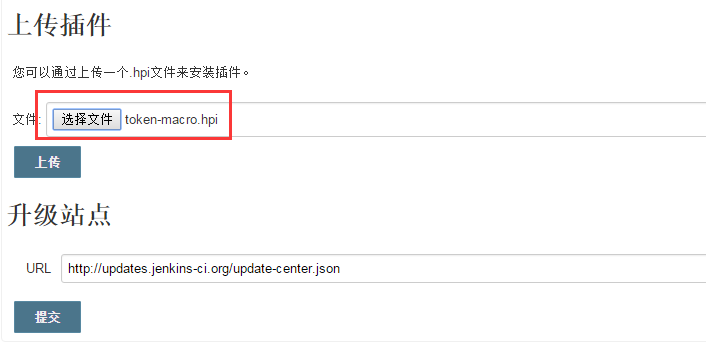 上传插件
您可以通过上传一个.hpi文件来安装插件。
文件: 选择文件 token-macro.hpi
上传
升级站点
URL http://updates.jenkins-ci.org/update-center.json
提交